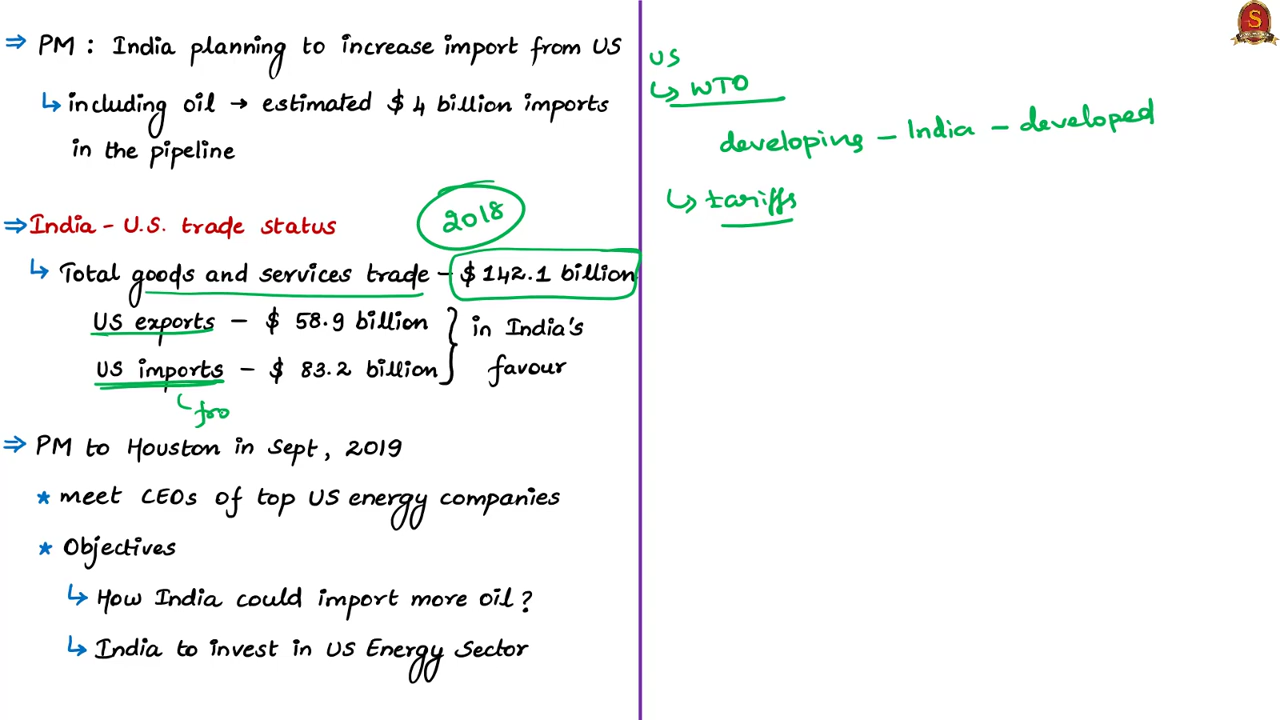 ⇒ PM : India planning to increase import from US
↳ including oil → estimated $ 4 billion imports
in the pipeline
⇒ India - U.S. trade status
2018
↳ Total goods and services trade - $ 142.1 billion
US exports - $ 58.9 billion } in India's
US imports - $ 83.2 billion } favour
↳ fro
⇒ PM to Houston in Sept, 2019
* meet CEOs of top US energy companies
* Objectives
↳ How India could import more oil?
↳ India to invest in US Energy Sector
US
↳ WTO
developing - India - developed
↳ tariffs
S